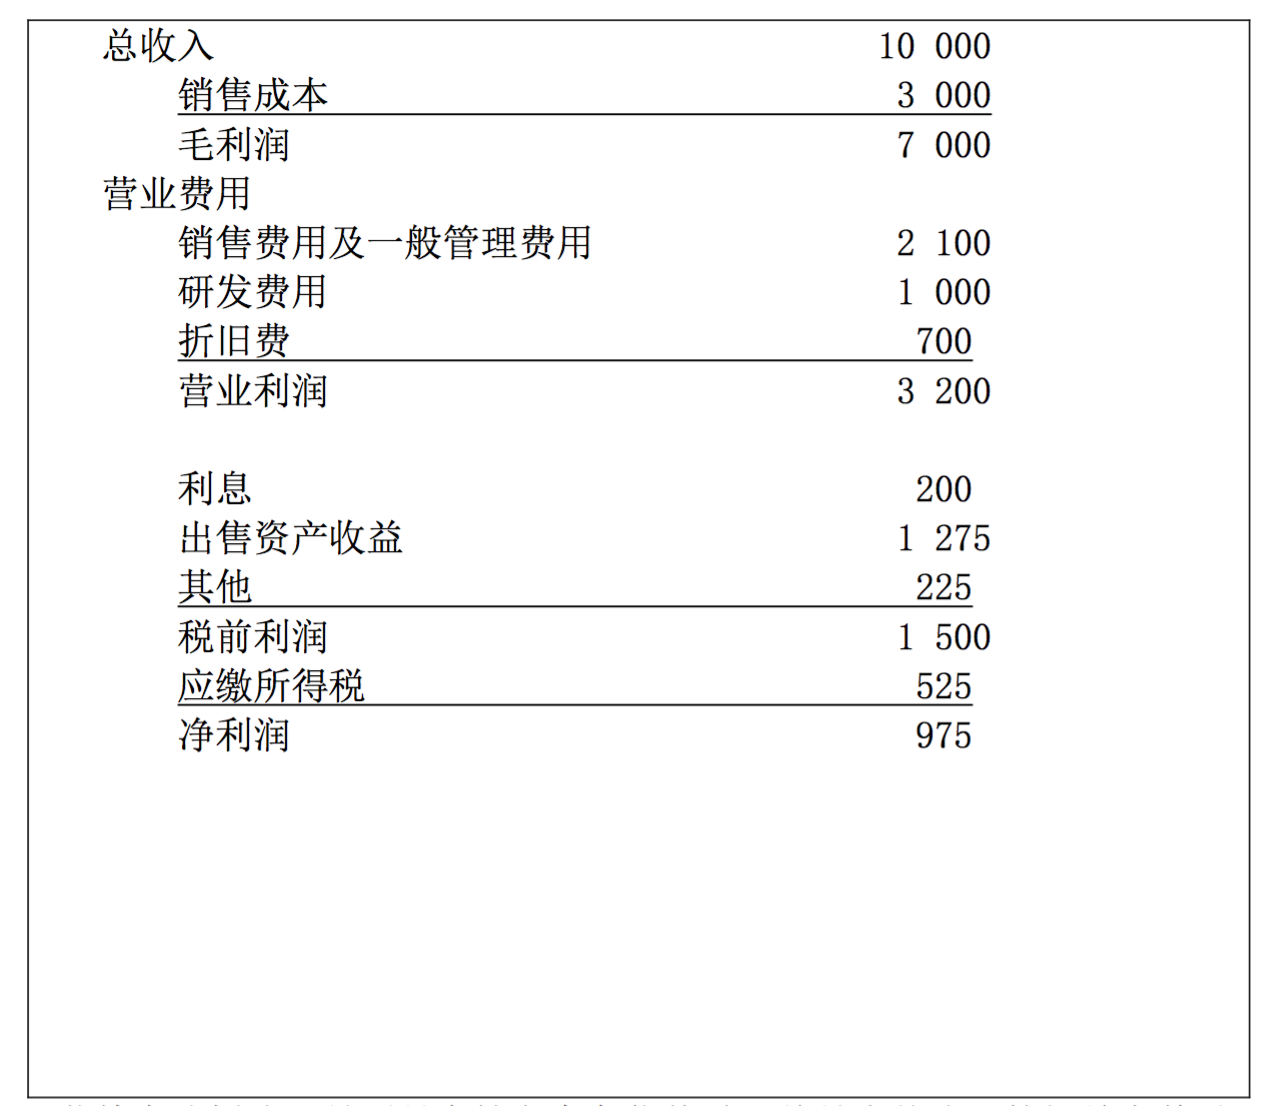 总收入 10 000
销售成本 3 000
毛利润 7 000
营业费用
销售费用及一般管理费用 2 100
研发费用 1 000
折旧费 700
营业利润 3 200
利息 200
出售资产收益 1 275
其他 225
税前利润 1 500
应缴所得税 525
净利润 975